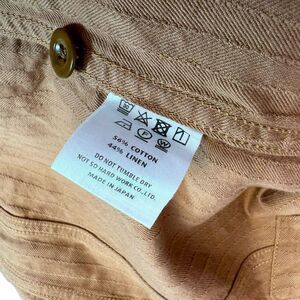 56% COTTON
44% LINEN
DO NOT TUMBLE DRY
NOT SO HARD WORK CO., LTD.
MADE IN JAPAN